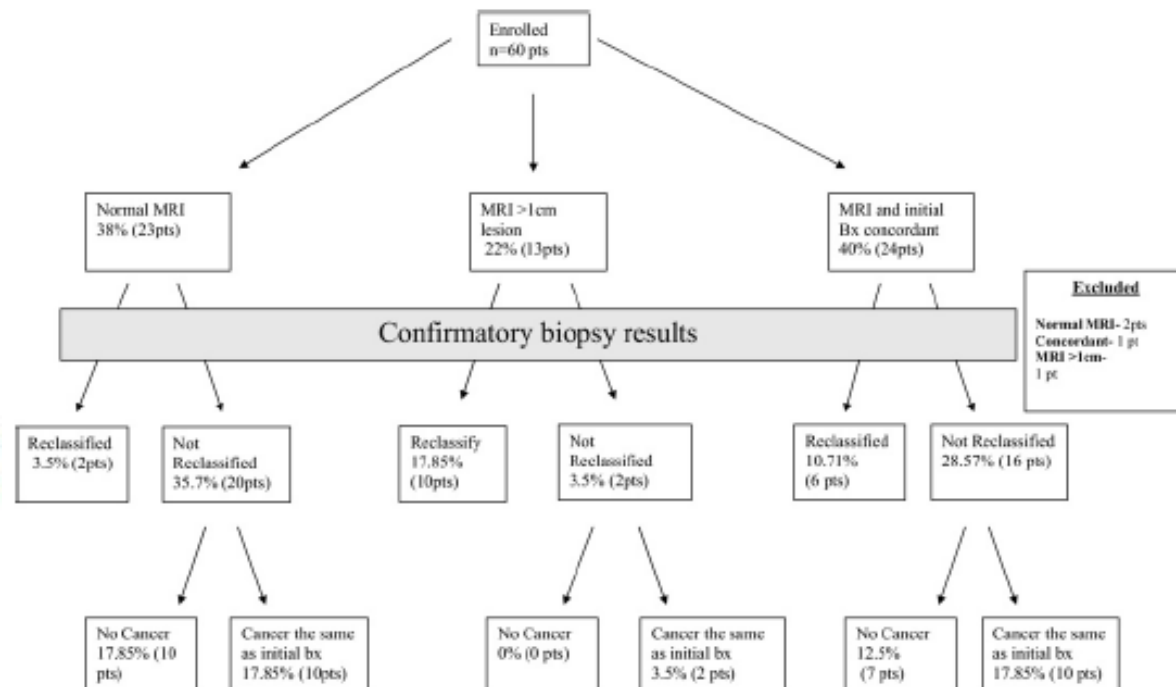 Enrolled
n=60 pts
Normal MRI
38% (23pts)
MRI >1cm
lesion
22% (13pts)
MRI and initial
Bx concordant
40% (24pts)
Excluded
Normal MRI- 2pts
Concordant- 1 pt
MRI >1cm-
1 pt
Confirmatory biopsy results
Reclassified
3.5% (2pts)
Not
Reclassified
35.7% (20pts)
Reclassify
17.85%
(10pts)
Not
Reclassified
3.5% (2pts)
Reclassified
10.71%
(6 pts)
Not Reclassified
28.57% (16 pts)
No Cancer
17.85% (10
pts)
Cancer the same
as initial bx
17.85% (10pts)
No Cancer
0% (0 pts)
Cancer the same
as initial bx
3.5% (2 pts)
No Cancer
12.5%
(7 pts)
Cancer the same
as initial bx
17.85% (10 pts)